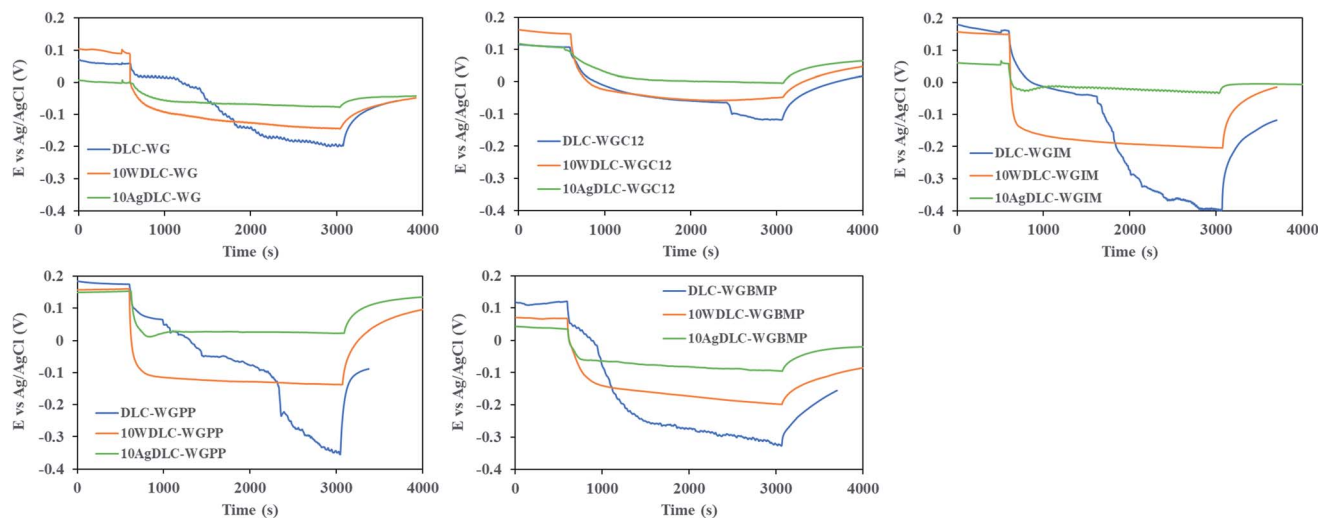 E vs Ag/AgCl (V)
0.2
0.1
0
-0.1
-0.2
-0.3
-0.4
DLC-WG
10WDLC-WG
10AgDLC-WG
0 1000 2000 3000 4000
Time (s)
E vs Ag/AgCl (V)
0.2
0.1
0
-0.1
-0.2
-0.3
-0.4
DLC-WGC12
10WDLC-WGC12
10AgDLC-WGC12
0 1000 2000 3000 4000
Time (s)
E vs Ag/AgCl (V)
0.2
0.1
0
-0.1
-0.2
-0.3
-0.4
DLC-WGIM
10WDLC-WGIM
10AgDLC-WGIM
0 1000 2000 3000 4000
Time (s)
E vs Ag/AgCl (V)
0.2
0.1
0
-0.1
-0.2
-0.3
-0.4
DLC-WGPP
10WDLC-WGPP
10AgDLC-WGPP
0 1000 2000 3000 4000
Time (s)
E vs Ag/AgCl (V)
0.2
0.1
0
-0.1
-0.2
-0.3
-0.4
DLC-WGBMP
10WDLC-WGBMP
10AgDLC-WGBMP
0 1000 2000 3000 4000
Time (s)